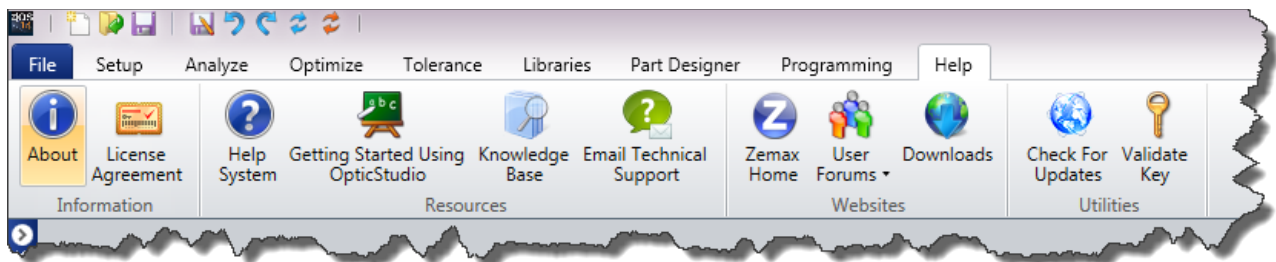 File Setup Analyze Optimize Tolerance Libraries Part Designer Programming Help
About License Agreement Help System Getting Started Using OpticStudio Knowledge Base Email Technical Support Zemax Home User Forums Downloads Check For Updates Validate Key
Information Resources Websites Utilities